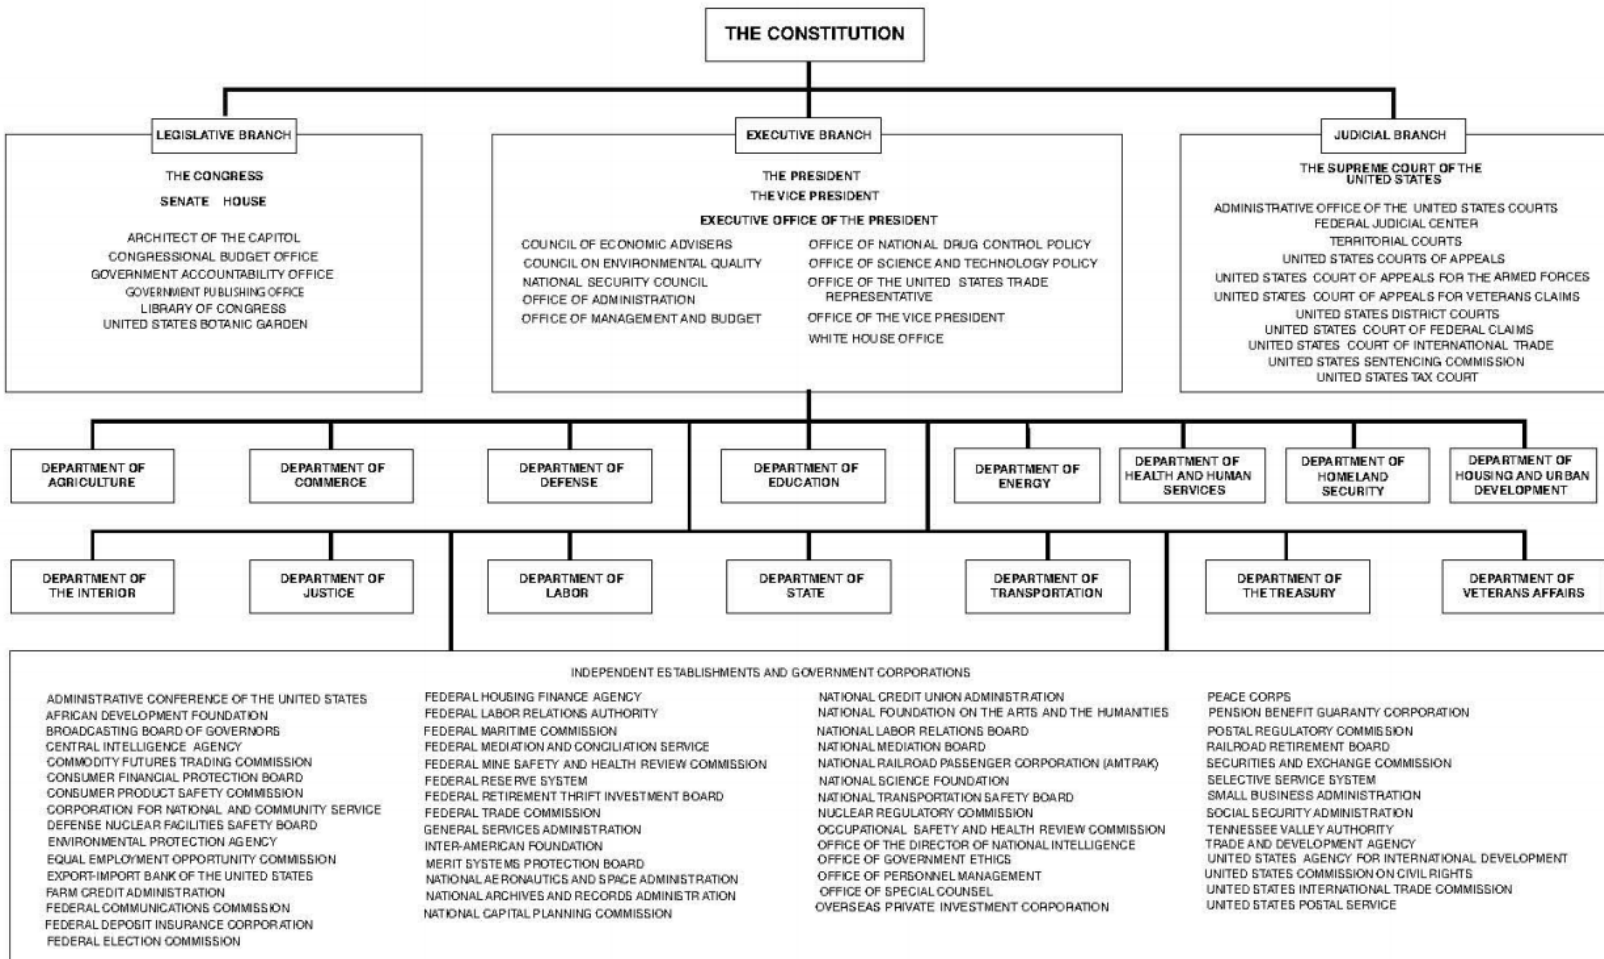 THE CONSTITUTION
LEGISLATIVE BRANCH
THE CONGRESS
SENATE HOUSE
ARCHITECT OF THE CAPITOL
CONGRESSIONAL BUDGET OFFICE
GOVERNMENT ACCOUNTABILITY OFFICE
GOVERNMENT PUBLISHING OFFICE
LIBRARY OF CONGRESS
UNITED STATES BOTANIC GARDEN
EXECUTIVE BRANCH
THE PRESIDENT
THE VICE PRESIDENT
EXECUTIVE OFFICE OF THE PRESIDENT
COUNCIL OF ECONOMIC ADVISERS
COUNCIL ON ENVIRONMENTAL QUALITY
NATIONAL SECURITY COUNCIL
OFFICE OF ADMINISTRATION
OFFICE OF MANAGEMENT AND BUDGET
OFFICE OF NATIONAL DRUG CONTROL POLICY
OFFICE OF SCIENCE AND TECHNOLOGY POLICY
OFFICE OF THE UNITED STATES TRADE
REPRESENTATIVE
OFFICE OF THE VICE PRESIDENT
WHITE HOUSE OFFICE
JUDICIAL BRANCH
THE SUPREME COURT OF THE
UNITED STATES
ADMINISTRATIVE OFFICE OF THE UNITED STATES COURTS
FEDERAL JUDICIAL CENTER
TERRITORIAL COURTS
UNITED STATES COURTS OF APPEALS
UNITED STATES COURT OF APPEALS FOR THE ARMED FORCES
UNITED STATES COURT OF APPEALS FOR VETERANS CLAIMS
UNITED STATES DISTRICT COURTS
UNITED STATES COURT OF FEDERAL CLAIMS
UNITED STATES COURT OF INTERNATIONAL TRADE
UNITED STATES SENTENCING COMMISSION
UNITED STATES TAX COURT
DEPARTMENT OF
AGRICULTURE
DEPARTMENT OF
COMMERCE
DEPARTMENT OF
DEFENSE
DEPARTMENT OF
EDUCATION
DEPARTMENT OF
ENERGY
DEPARTMENT OF
HEALTH AND HUMAN
SERVICES
DEPARTMENT OF
HOMELAND
SECURITY
DEPARTMENT OF
HOUSING AND URBAN
DEVELOPMENT
DEPARTMENT OF
THE INTERIOR
DEPARTMENT OF
JUSTICE
DEPARTMENT OF
LABOR
DEPARTMENT OF
STATE
DEPARTMENT OF
TRANSPORTATION
DEPARTMENT OF
THE TREASURY
DEPARTMENT OF
VETERANS AFFAIRS
INDEPENDENT ESTABLISHMENTS AND GOVERNMENT CORPORATIONS
ADMINISTRATIVE CONFERENCE OF THE UNITED STATES
AFRICAN DEVELOPMENT FOUNDATION
BROADCASTING BOARD OF GOVERNORS
CENTRAL INTELLIGENCE AGENCY
COMMODITY FUTURES TRADING COMMISSION
CONSUMER FINANCIAL PROTECTION BOARD
CONSUMER PRODUCT SAFETY COMMISSION
CORPORATION FOR NATIONAL AND COMMUNITY SERVICE
DEFENSE NUCLEAR FACILITIES SAFETY BOARD
ENVIRONMENTAL PROTECTION AGENCY
EQUAL EMPLOYMENT OPPORTUNITY COMMISSION
EXPORT-IMPORT BANK OF THE UNITED STATES
FARM CREDIT ADMINISTRATION
FEDERAL COMMUNICATIONS COMMISSION
FEDERAL DEPOSIT INSURANCE CORPORATION
FEDERAL ELECTION COMMISSION
FEDERAL HOUSING FINANCE AGENCY
FEDERAL LABOR RELATIONS AUTHORITY
FEDERAL MARITIME COMMISSION
FEDERAL MEDIATION AND CONCILIATION SERVICE
FEDERAL MINE SAFETY AND HEALTH REVIEW COMMISSION
FEDERAL RESERVE SYSTEM
FEDERAL RETIREMENT THRIFT INVESTMENT BOARD
FEDERAL TRADE COMMISSION
GENERAL SERVICES ADMINISTRATION
INTER-AMERICAN FOUNDATION
MERIT SYSTEMS PROTECTION BOARD
NATIONAL AERONAUTICS AND SPACE ADMINISTRATION
NATIONAL ARCHIVES AND RECORDS ADMINISTRATION
NATIONAL CAPITAL PLANNING COMMISSION
NATIONAL CREDIT UNION ADMINISTRATION
NATIONAL FOUNDATION ON THE ARTS AND THE HUMANITIES
NATIONAL LABOR RELATIONS BOARD
NATIONAL MEDIATION BOARD
NATIONAL RAILROAD PASSENGER CORPORATION (AMTRAK)
NATIONAL SCIENCE FOUNDATION
NATIONAL TRANSPORTATION SAFETY BOARD
NUCLEAR REGULATORY COMMISSION
OCCUPATIONAL SAFETY AND HEALTH REVIEW COMMISSION
OFFICE OF THE DIRECTOR OF NATIONAL INTELLIGENCE
OFFICE OF GOVERNMENT ETHICS
OFFICE OF PERSONNEL MANAGEMENT
OFFICE OF SPECIAL COUNSEL
OVERSEAS PRIVATE INVESTMENT CORPORATION
PEACE CORPS
PENSION BENEFIT GUARANTY CORPORATION
POSTAL REGULATORY COMMISSION
RAILROAD RETIREMENT BOARD
SECURITIES AND EXCHANGE COMMISSION
SELECTIVE SERVICE SYSTEM
SMALL BUSINESS ADMINISTRATION
SOCIAL SECURITY ADMINISTRATION
TENNESSEE VALLEY AUTHORITY
TRADE AND DEVELOPMENT AGENCY
UNITED STATES AGENCY FOR INTERNATIONAL DEVELOPMENT
UNITED STATES COMMISSION ON CIVIL RIGHTS
UNITED STATES INTERNATIONAL TRADE COMMISSION
UNITED STATES POSTAL SERVICE